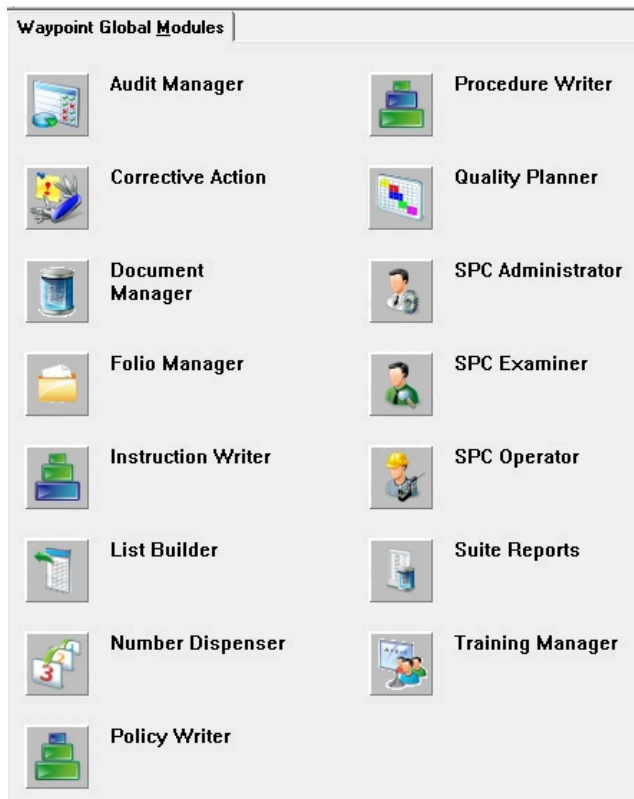 Waypoint Global Modules
Audit Manager
Corrective Action
Document
Manager
Folio Manager
Instruction Writer
List Builder
Number Dispenser
Policy Writer
Procedure Writer
Quality Planner
SPC Administrator
SPC Examiner
SPC Operator
Suite Reports
Training Manager